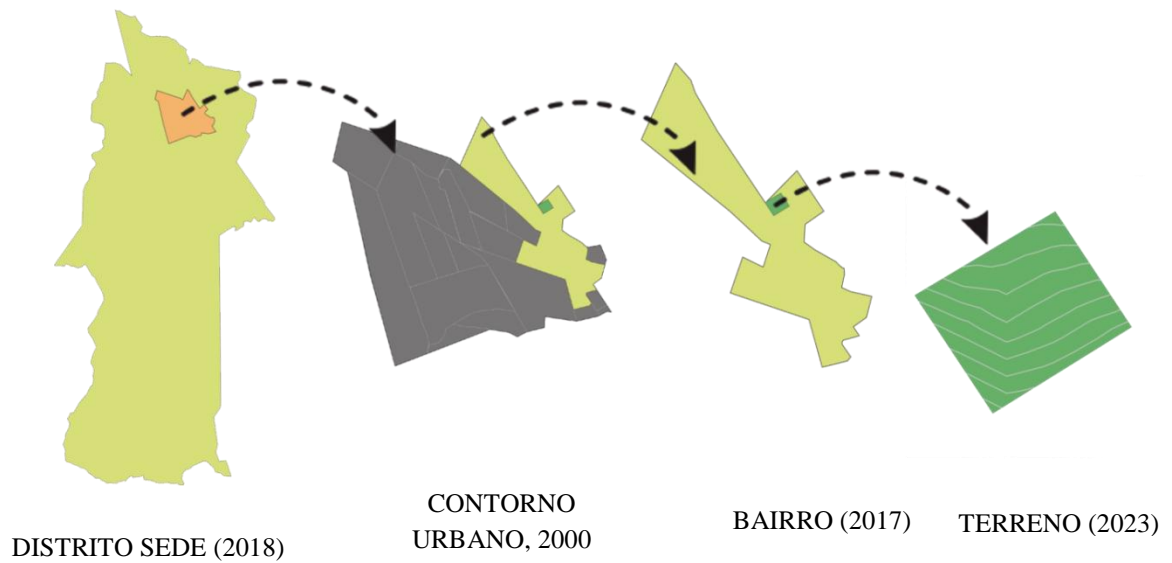 DISTRITO SEDE (2018)
CONTORNO
URBANO, 2000
BAIRRO (2017)
TERRENO (2023)